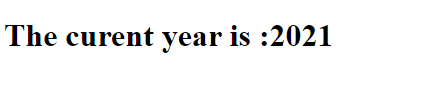 The curent year is :2021